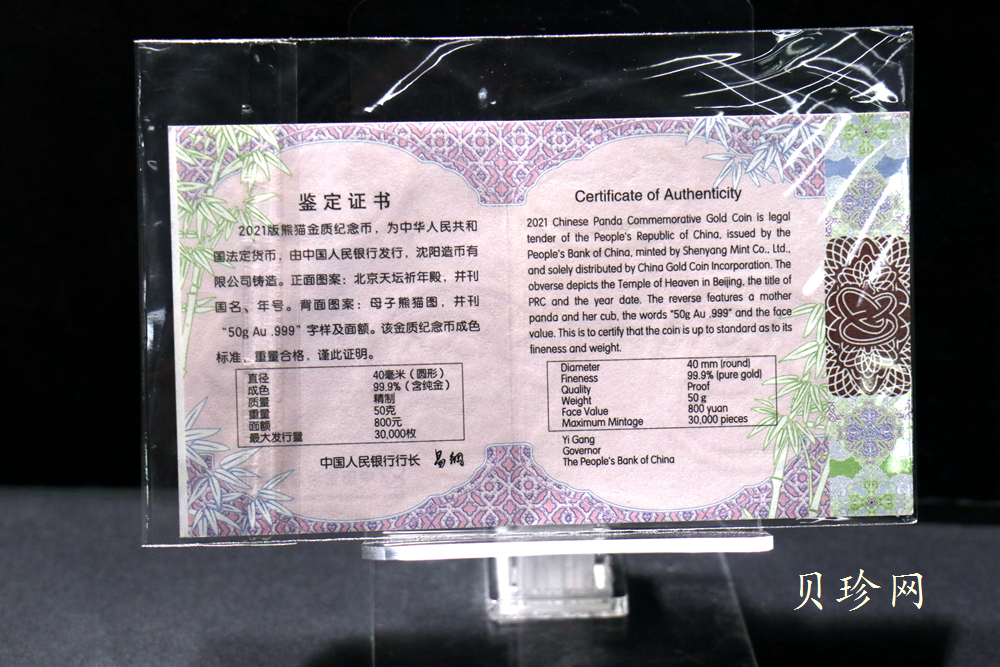 鉴定证书
2021版熊猫金质纪念币，为中华人民共和
国法定货币，由中国人民银行发行，沈阳造币有
限公司铸造。正面图案：北京天坛祈年殿，并刊
国名、年号。背面图案：母子熊猫图，并刊
“50g Au .999”字样及面额。该金质纪念币成色
标准，重量合格，谨此证明。
直径 40毫米（圆形）
成色 99.9%（含纯金）
质量 精制
重量 50克
面额 800元
最大发行量 30,000枚
中国人民银行行长 易纲
Certificate of Authenticity
2021 Chinese Panda Commemorative Gold Coin is legal
tender of the People's Republic of China, issued by the
People's Bank of China, minted by Shenyang Mint Co., Ltd.,
and solely distributed by China Gold Coin Incorporation. The
obverse depicts the Temple of Heaven in Beijing, the title of
PRC and the year date. The reverse features a mother
panda and her cub, the words "50g Au .999" and the face
value. This is to certify that the coin is up to standard as to its
fineness and weight.
Diameter 40 mm (round)
Fineness 99.9% (pure gold)
Quality Proof
Weight 50 g
Face Value 800 yuan
Maximum Mintage 30,000 pieces
Yi Gang
Governor
The People's Bank of China
贝珍网